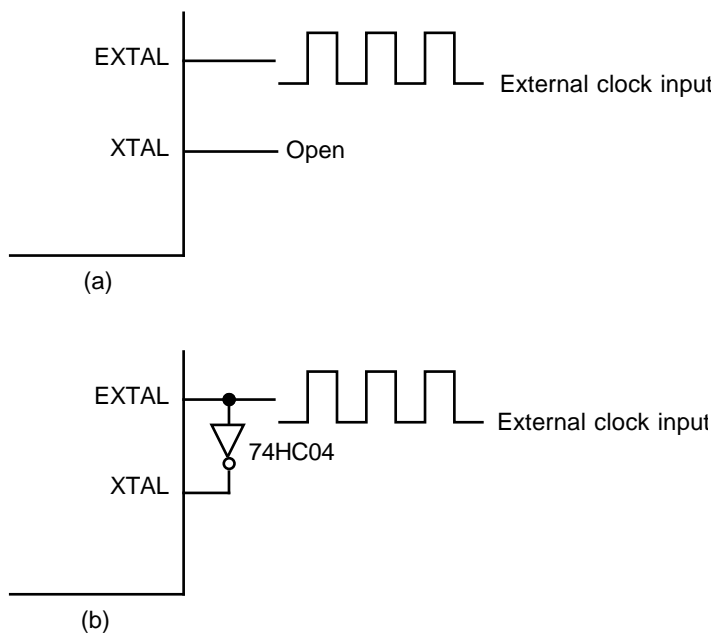 EXTAL
External clock input
XTAL
Open
(a)
EXTAL
External clock input
74HC04
XTAL
(b)